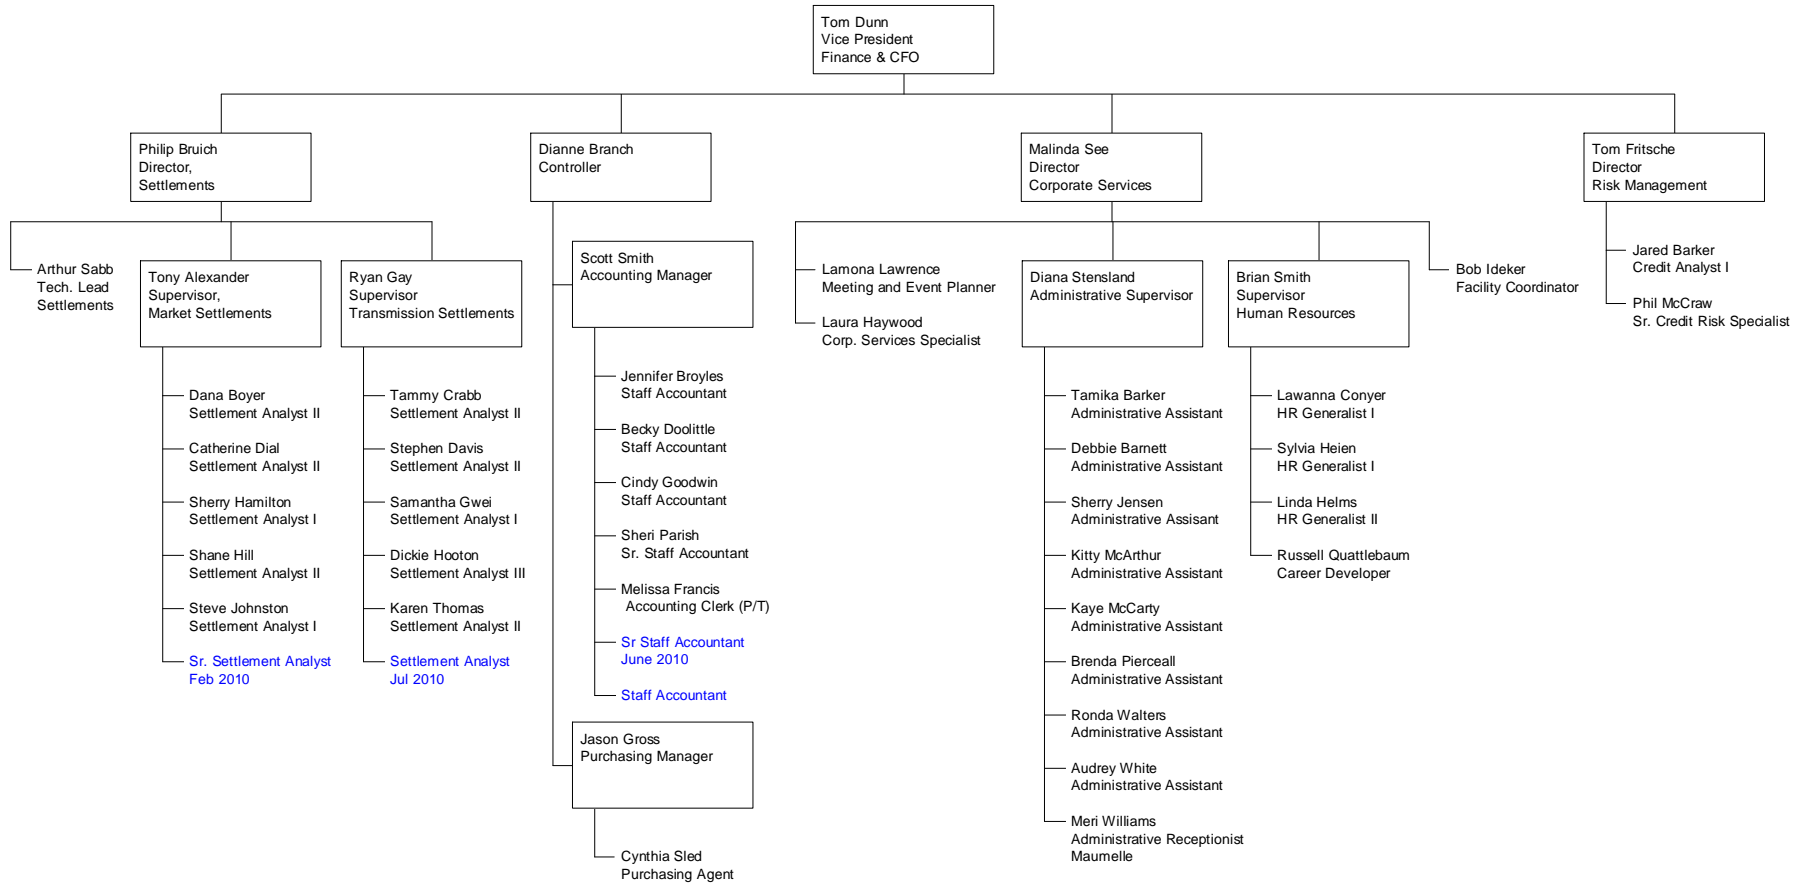 Tom Dunn
Vice President
Finance & CFO
Philip Bruich
Director,
Settlements
Dianne Branch
Controller
Malinda See
Director
Corporate Services
Tom Fritsche
Director
Risk Management
Arthur Sabb
Tech. Lead
Settlements
Tony Alexander
Supervisor,
Market Settlements
Dana Boyer
Settlement Analyst II
Catherine Dial
Settlement Analyst II
Sherry Hamilton
Settlement Analyst I
Shane Hill
Settlement Analyst II
Steve Johnston
Settlement Analyst I
Sr. Settlement Analyst
Feb 2010
Ryan Gay
Supervisor
Transmission Settlements
Tammy Crabb
Settlement Analyst II
Stephen Davis
Settlement Analyst II
Samantha Gwei
Settlement Analyst I
Dickie Hooton
Settlement Analyst III
Karen Thomas
Settlement Analyst II
Settlement Analyst
Jul 2010
Scott Smith
Accounting Manager
Jennifer Broyles
Staff Accountant
Becky Doolittle
Staff Accountant
Cindy Goodwin
Staff Accountant
Sheri Parish
Sr. Staff Accountant
Melissa Francis
Accounting Clerk (P/T)
Sr Staff Accountant
June 2010
Staff Accountant
Jason Gross
Purchasing Manager
Cynthia Sled
Purchasing Agent
Lamona Lawrence
Meeting and Event Planner
Laura Haywood
Corp. Services Specialist
Diana Stensland
Administrative Supervisor
Tamika Barker
Administrative Assistant
Debbie Barnett
Administrative Assistant
Sherry Jensen
Administrative Assisant
Kitty McArthur
Administrative Assistant
Kaye McCarty
Administrative Assistant
Brenda Pierceall
Administrative Assistant
Ronda Walters
Administrative Assistant
Audrey White
Administrative Assistant
Meri Williams
Administrative Receptionist
Maumelle
Brian Smith
Supervisor
Human Resources
Lawanna Conyer
HR Generalist I
Sylvia Heien
HR Generalist I
Linda Helms
HR Generalist II
Russell Quattlebaum
Career Developer
Bob Ideker
Facility Coordinator
Jared Barker
Credit Analyst I
Phil McCraw
Sr. Credit Risk Specialist